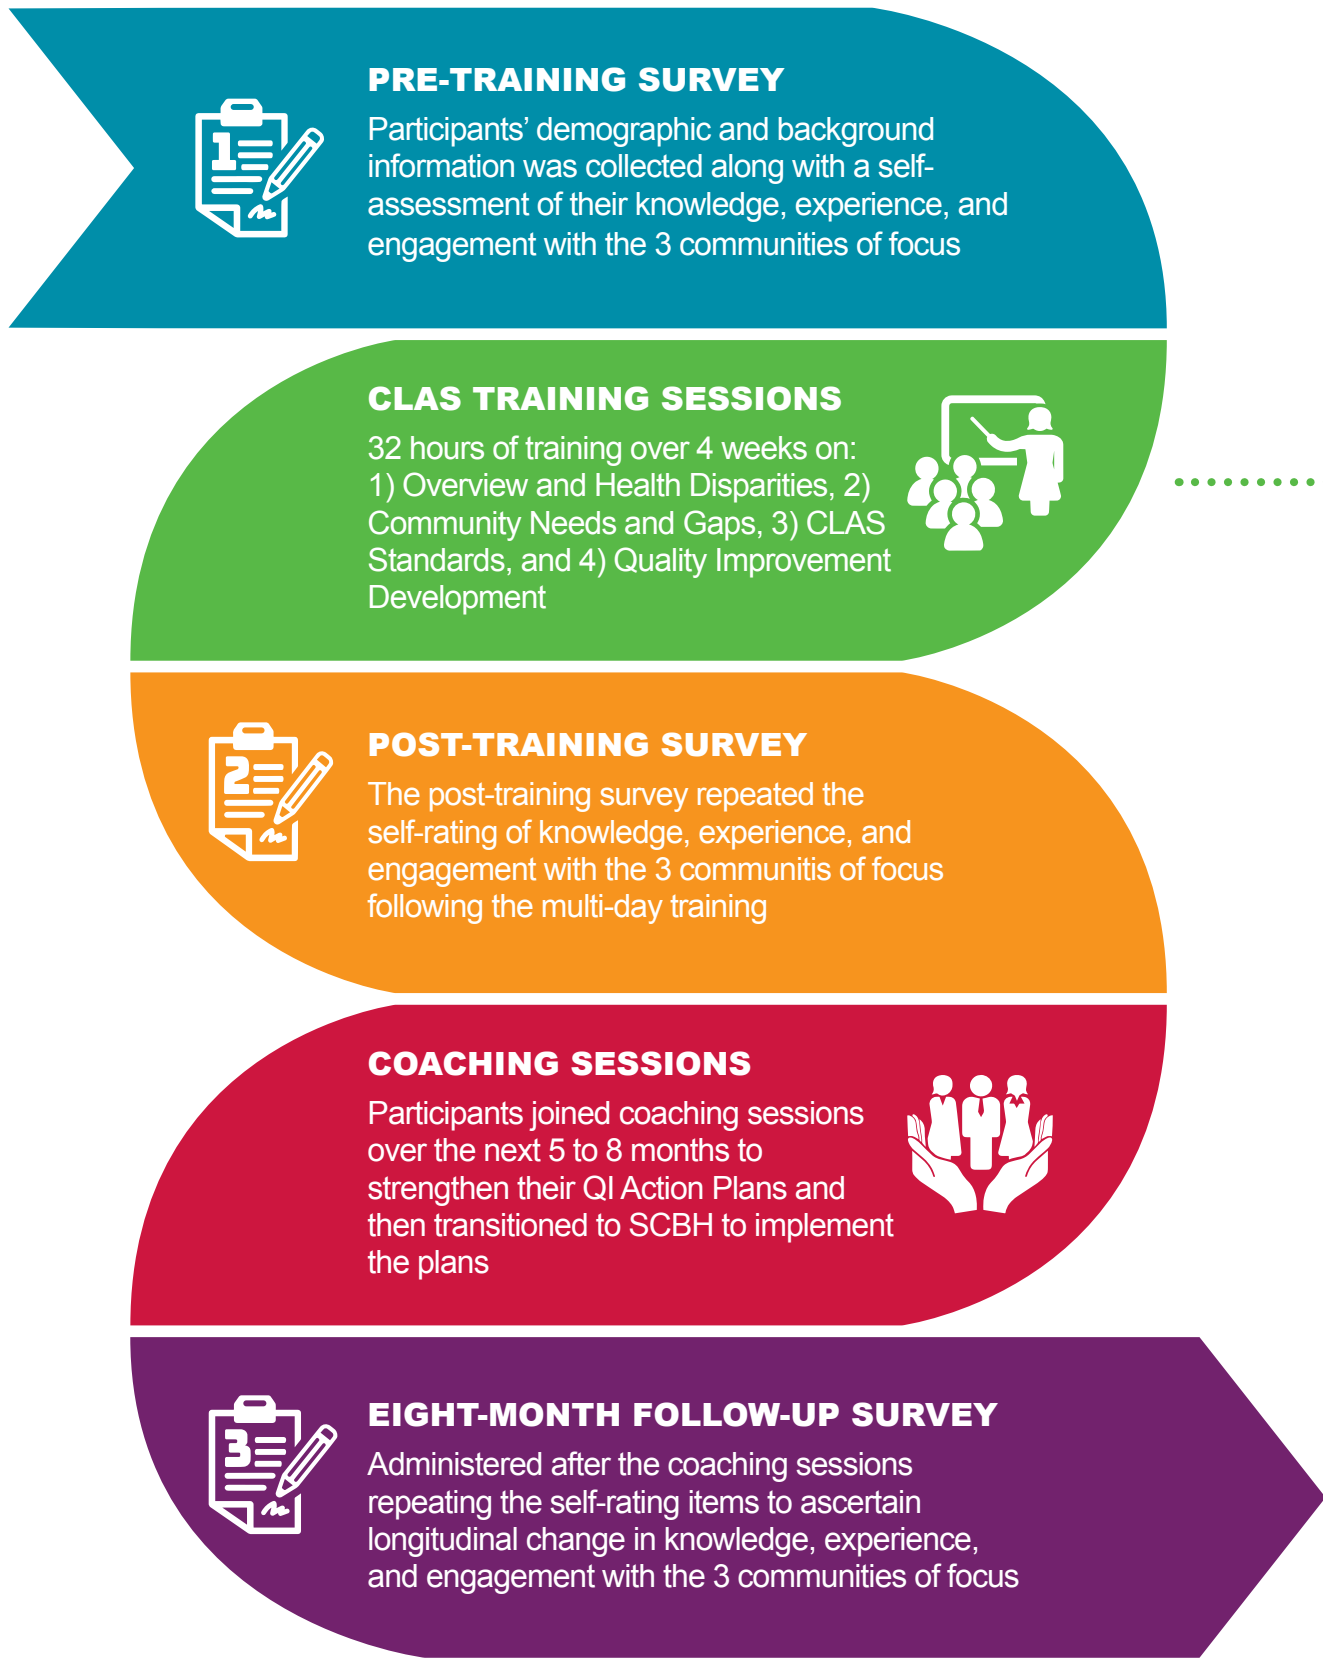 PRE-TRAINING SURVEY
Participants’ demographic and background
information was collected along with a self-
assessment of their knowledge, experience, and
engagement with the 3 communities of focus
1
CLAS TRAINING SESSIONS
32 hours of training over 4 weeks on:
1) Overview and Health Disparities, 2)
Community Needs and Gaps, 3) CLAS
Standards, and 4) Quality Improvement
Development
POST-TRAINING SURVEY
The post-training survey repeated the
self-rating of knowledge, experience, and
engagement with the 3 communitis of focus
following the multi-day training
2
COACHING SESSIONS
Participants joined coaching sessions
over the next 5 to 8 months to
strengthen their QI Action Plans and
then transitioned to SCBH to implement
the plans
EIGHT-MONTH FOLLOW-UP SURVEY
Administered after the coaching sessions
repeating the self-rating items to ascertain
longitudinal change in knowledge, experience,
and engagement with the 3 communities of focus
3